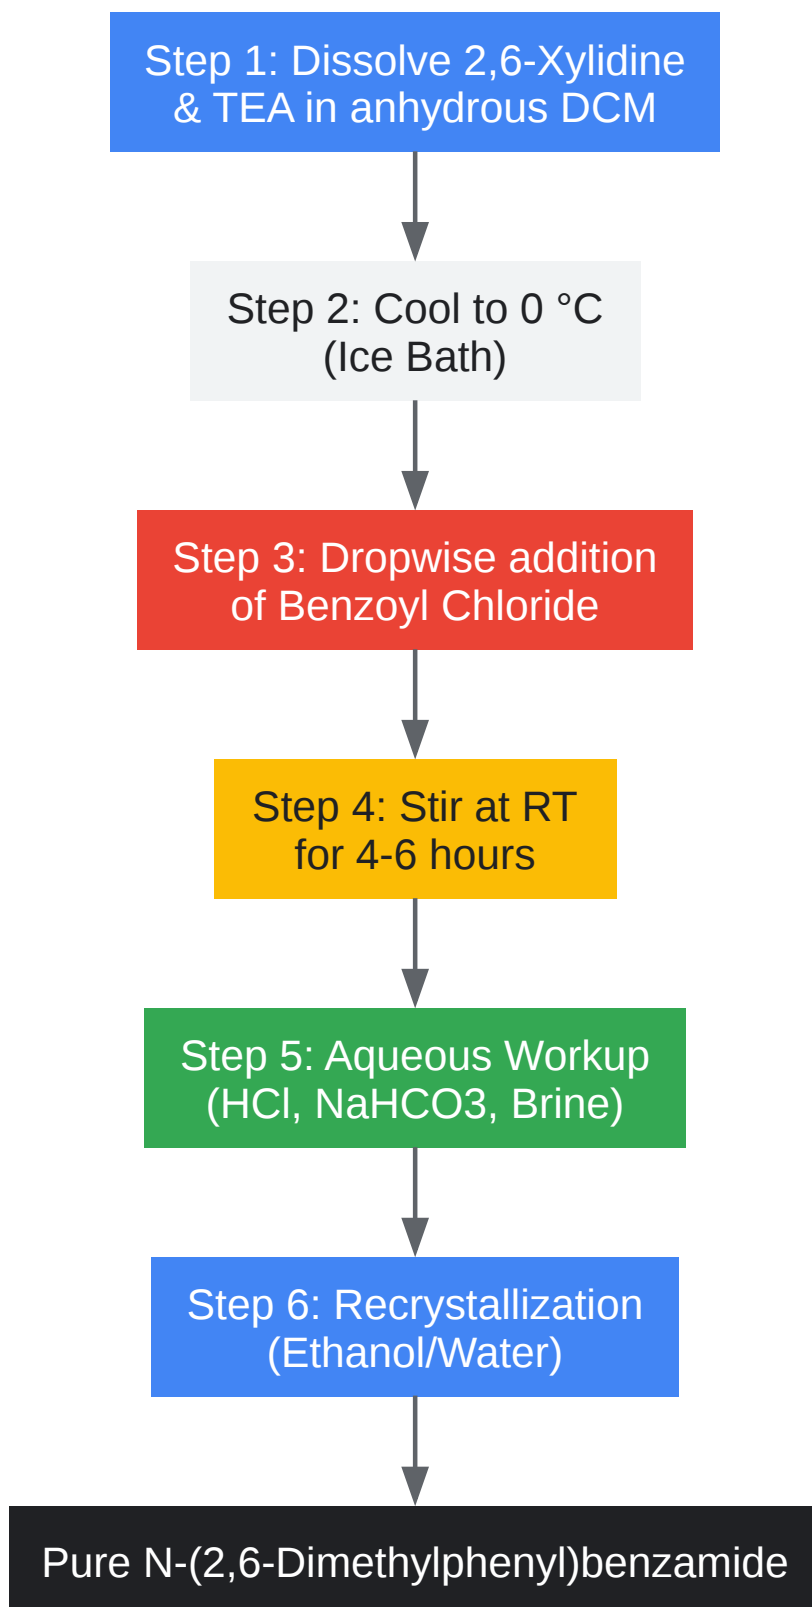 Step 1: Dissolve 2,6-Xylidine
& TEA in anhydrous DCM
Step 2: Cool to 0 °C
(Ice Bath)
Step 3: Dropwise addition
of Benzoyl Chloride
Step 4: Stir at RT
for 4-6 hours
Step 5: Aqueous Workup
(HCl, NaHCO3, Brine)
Step 6: Recrystallization
(Ethanol/Water)
Pure N-(2,6-Dimethylphenyl)benzamide